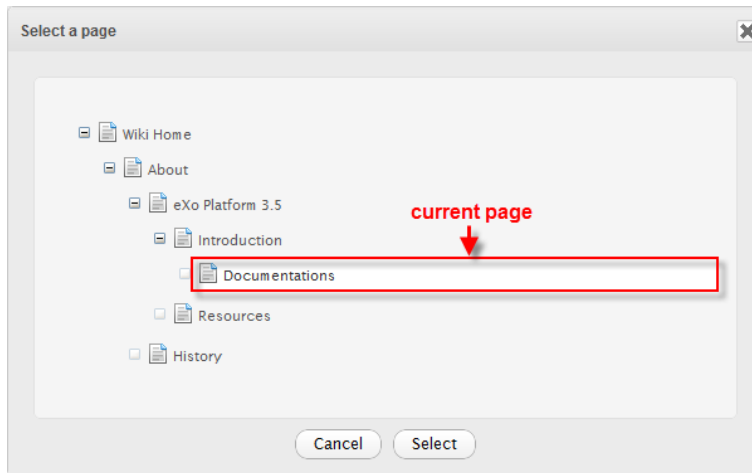 Select a page
Wiki Home
About
eXo Platform 3.5
current page
Introduction
Documentations
Resources
History
Cancel Select